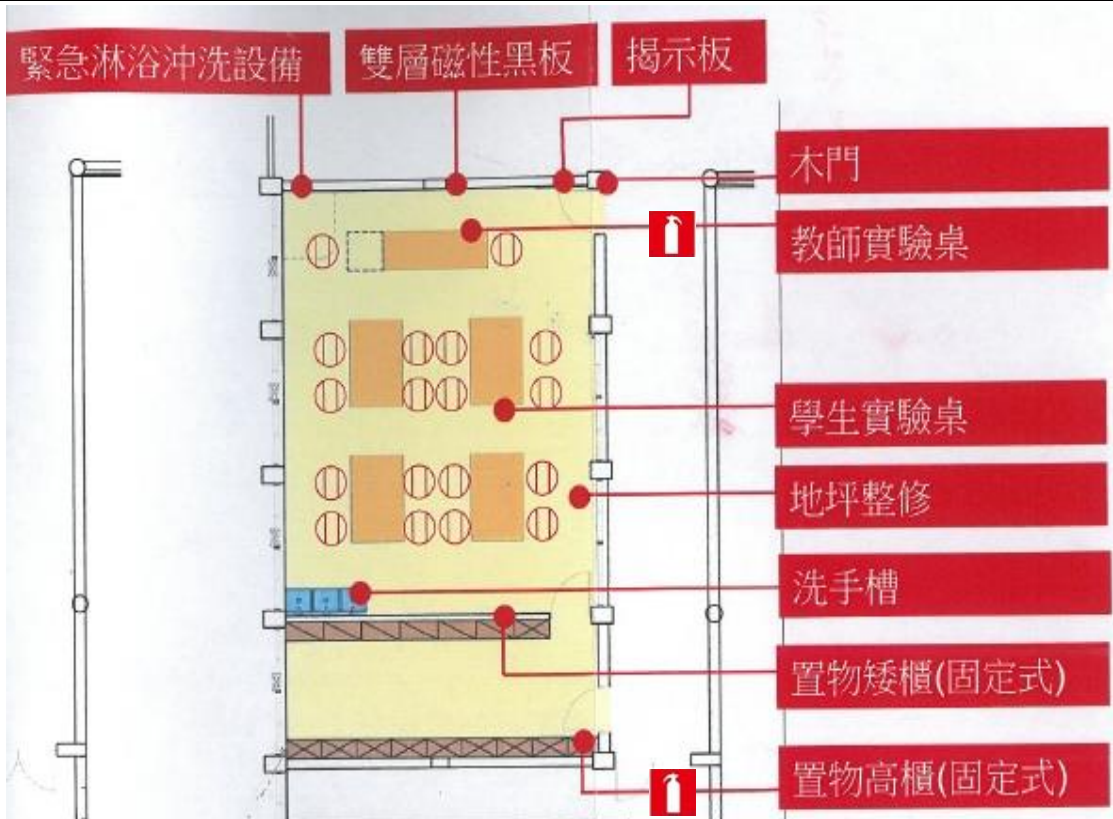 緊急淋浴沖洗設備
雙層磁性黑板
揭示板
木門
教師實驗桌
學生實驗桌
地坪整修
洗手槽
置物矮櫃(固定式)
置物高櫃(固定式)